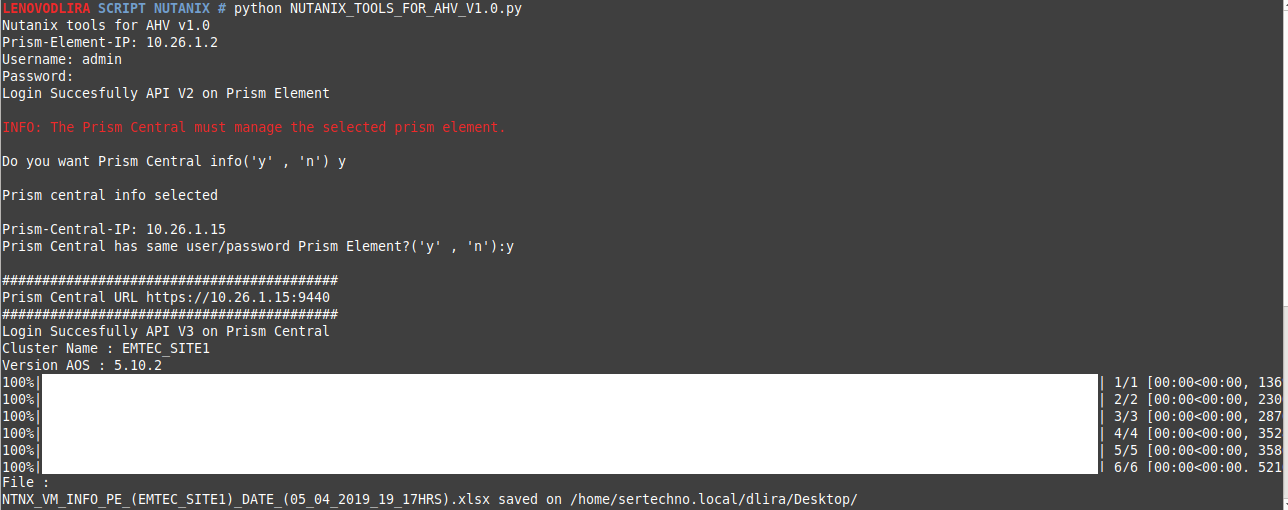 LENOVODLIRA SCRIPT NUTANIX # python NUTANIX_TOOLS_FOR_AHV_V1.0.py
Nutanix tools for AHV v1.0
Prism-Element-IP: 10.26.1.2
Username: admin
Password:
Login Succesfully API V2 on Prism Element
INFO: The Prism Central must manage the selected prism element.
Do you want Prism Central info('y' , 'n') y
Prism central info selected
Prism-Central-IP: 10.26.1.15
Prism Central has same user/password Prism Element?('y' , 'n'):y
##########################################
Prism Central URL https://10.26.1.15:9440
##########################################
Login Succesfully API V3 on Prism Central
Cluster Name : EMTEC_SITE1
Version AOS : 5.10.2
100%| | 1/1 [00:00<00:00, 136
100%| | 2/2 [00:00<00:00, 230
100%| | 3/3 [00:00<00:00, 287
100%| | 4/4 [00:00<00:00, 352
100%| | 5/5 [00:00<00:00, 358
100%| | 6/6 [00:00<00:00, 521
File :
NTNX_VM_INFO_PE_(EMTEC_SITE1)_DATE_(05_04_2019_19_17HRS).xlsx saved on /home/sertechno.local/dlira/Desktop/